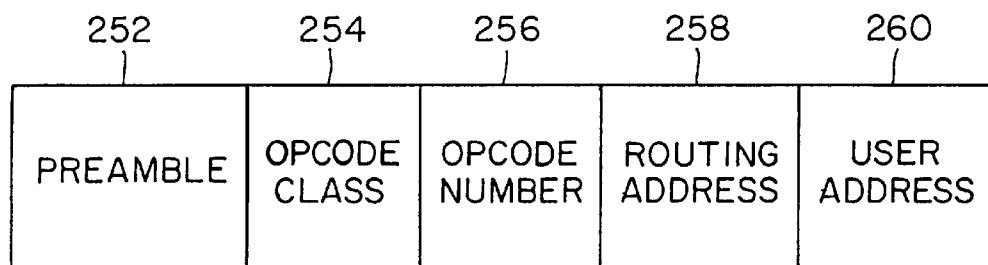 252 254 256 258 260
PREAMBLE
OPCODE
CLASS
OPCODE
NUMBER
ROUTING
ADDRESS
USER
ADDRESS